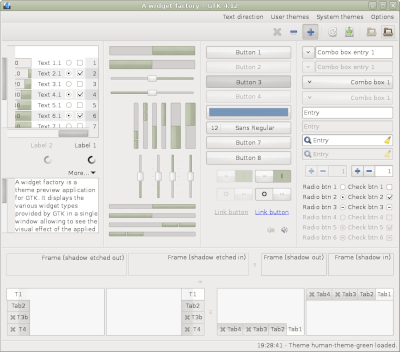 A widget factory - GTK 4.32
Text direction User themes System themes Options
0 Text 1.1 1
Text 2.1 2
Text 3.1 3
Text 4.1 4
Text 5.1 5
Text 6.1 6
Text 7.1 7
Label 2 Label 1
More...
A widget factory is a
theme preview application
for GTK. It displays the
various widget types
provided by GTK in a single
window allowing to see the
visual effect of the applied
Button 1
Button 2
Button 3
Button 4
12 Sans Regular
Button 7
Button 8
Link button Link button
Combo box entry 1
Combo box entry 1
Combo box 1
Combo box 1
Entry
Entry
Entry
Entry
1 1
Radio btn 1 Check btn 1
Radio btn 2 Check btn 2
Radio btn 3 Check btn 3
Radio btn 4 Check btn 4
Radio btn 5 Check btn 5
Radio btn 6 Check btn 6
Frame (shadow etched out) Frame (shadow etched in) Frame (shadow out) Frame (shadow in)
T1
Tab2
T3b
T4
T1
Tab2
T3b
T4
Tab4 Tab3 Tab2 Tab1
Tab4 Tab3 Tab2 Tab1
19:29:41 - Theme human-theme-green loaded.